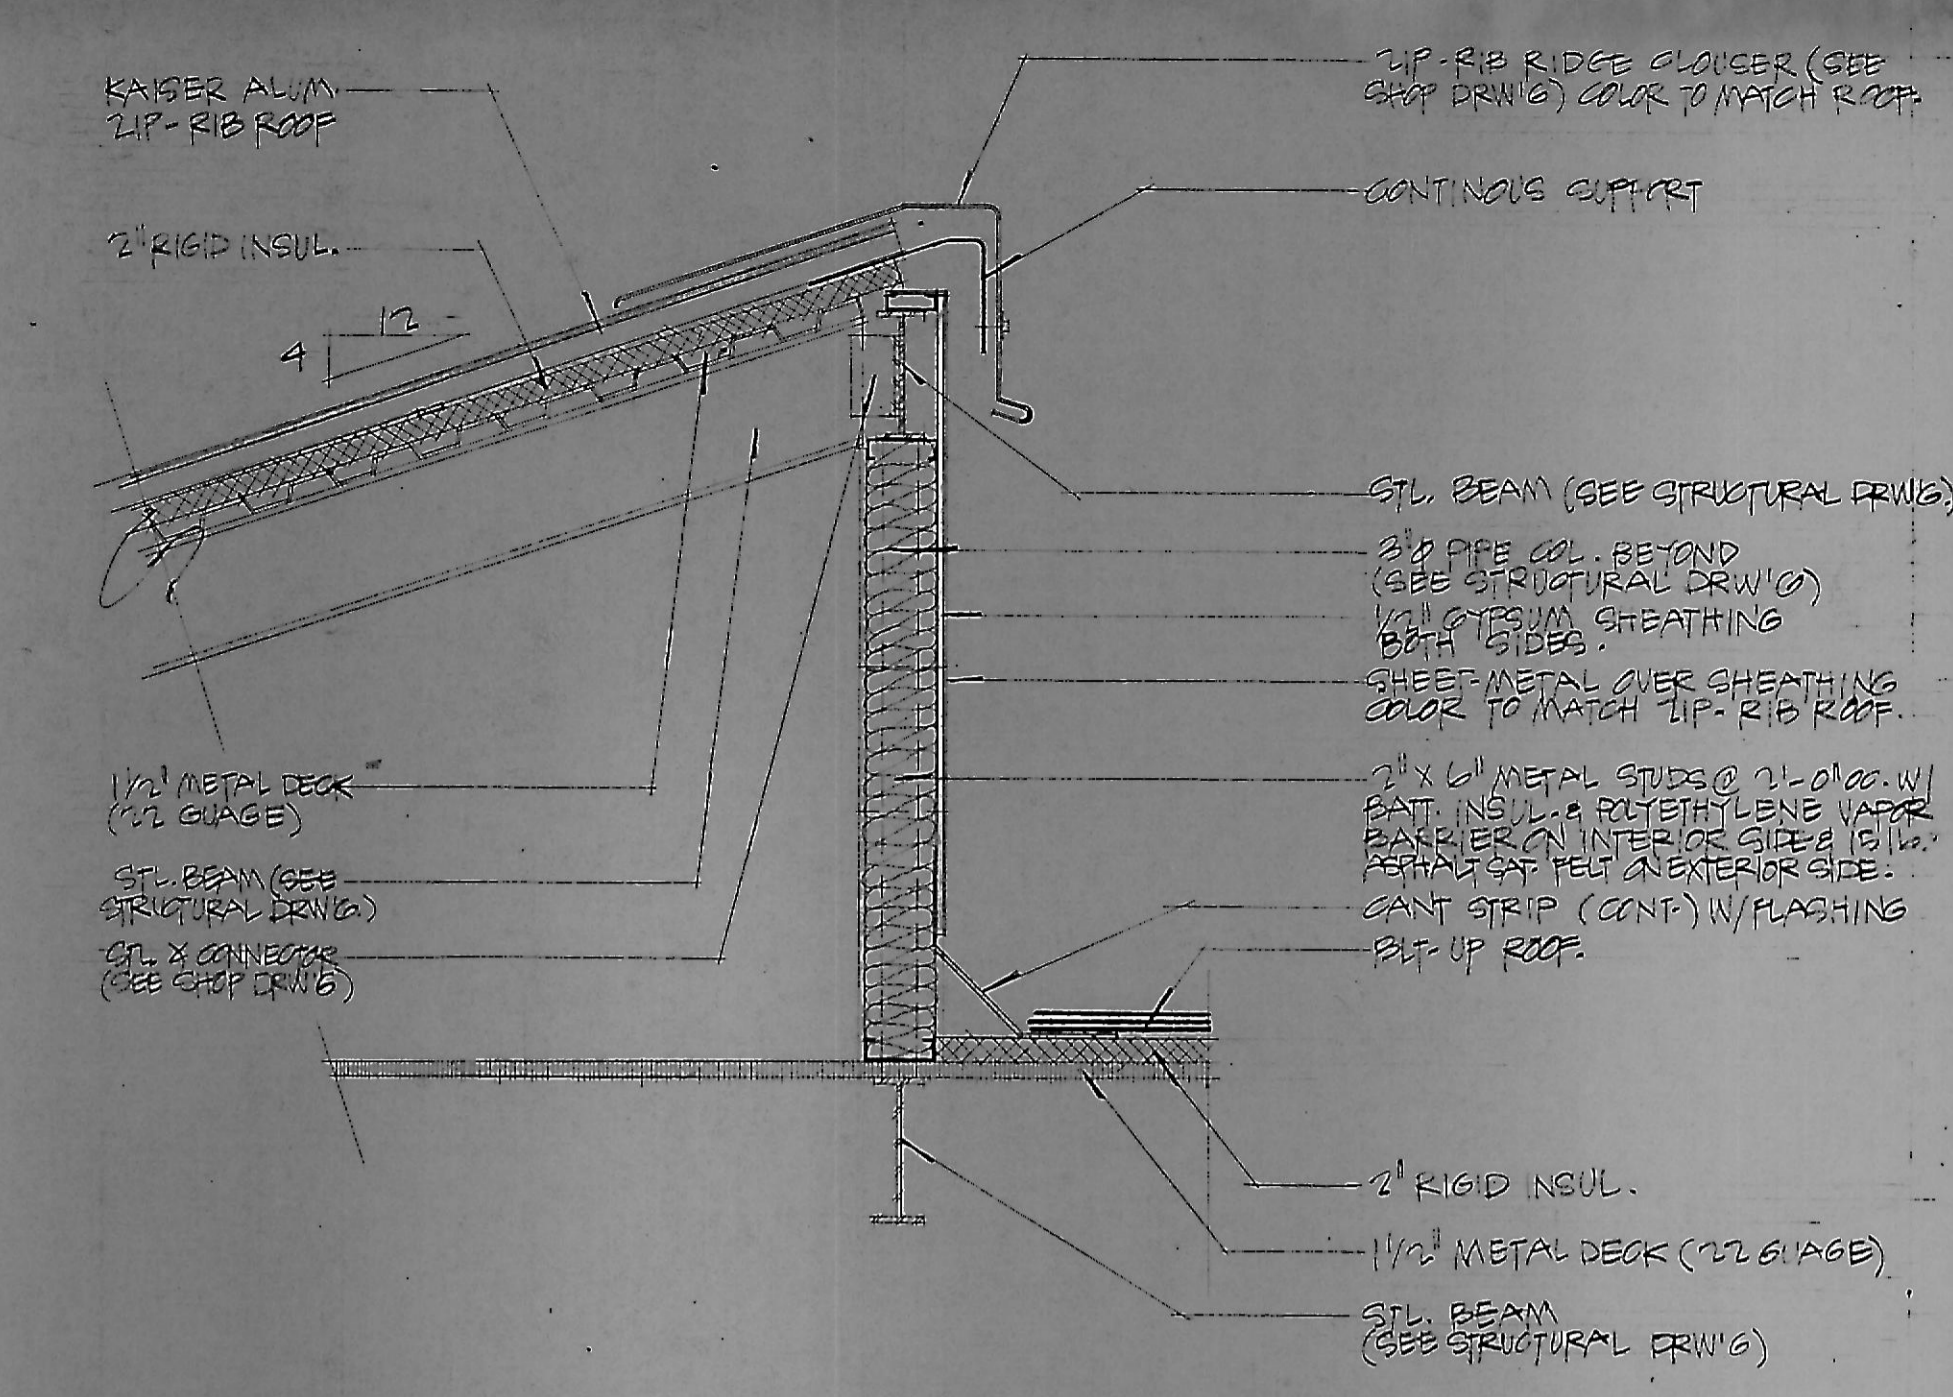 KAISER ALUM.
ZIP-RIB ROOF
2" RIGID INSUL.
12
4
1 1/2" METAL DECK
(22 GUAGE)
STL. BEAM (SEE
STRUCTURAL DRW'G.)
STL. CONNECTOR
(SEE SHOP DRW'G)
ZIP-RIB RIDGE CLOUSER (SEE
SHOP DRW'G) COLOR TO MATCH ROOF.
CONTINOUS SUPPORT
STL. BEAM (SEE STRUCTURAL DRW'G.)
3"Ø PIPE COL. BEYOND
(SEE STRUCTURAL DRW'G)
1/2" GYPSUM SHEATHING
BOTH SIDES.
SHEET-METAL OVER SHEATHING
COLOR TO MATCH ZIP-RIB ROOF.
2" X 6" METAL STUDS @ 2'-0" OC. W/
BATT. INSUL. & POLYETHYLENE VAPOR
BARRIER ON INTERIOR SIDE & 15 lb.
ASPHALT SAT. FELT ON EXTERIOR SIDE.
CANT STRIP (CONT.) W/FLASHING
BLT-UP ROOF.
2" RIGID INSUL.
1 1/2" METAL DECK (22 GUAGE)
STL. BEAM
(SEE STRUCTURAL DRW'G)